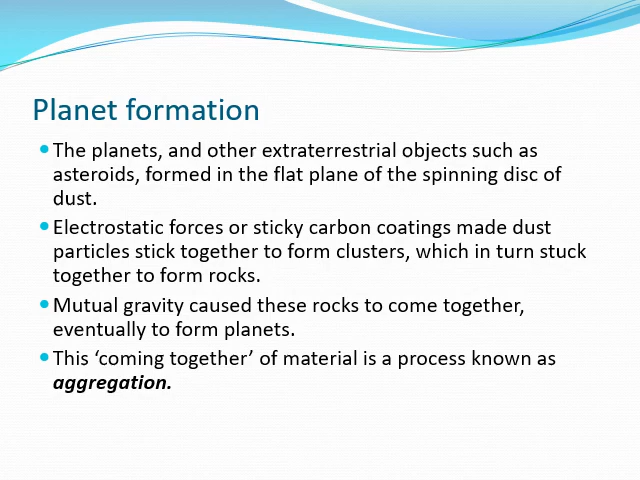 Planet formation
• The planets, and other extraterrestrial objects such as
asteroids, formed in the flat plane of the spinning disc of
dust.
• Electrostatic forces or sticky carbon coatings made dust
particles stick together to form clusters, which in turn stuck
together to form rocks.
• Mutual gravity caused these rocks to come together,
eventually to form planets.
• This ‘coming together’ of material is a process known as
aggregation.